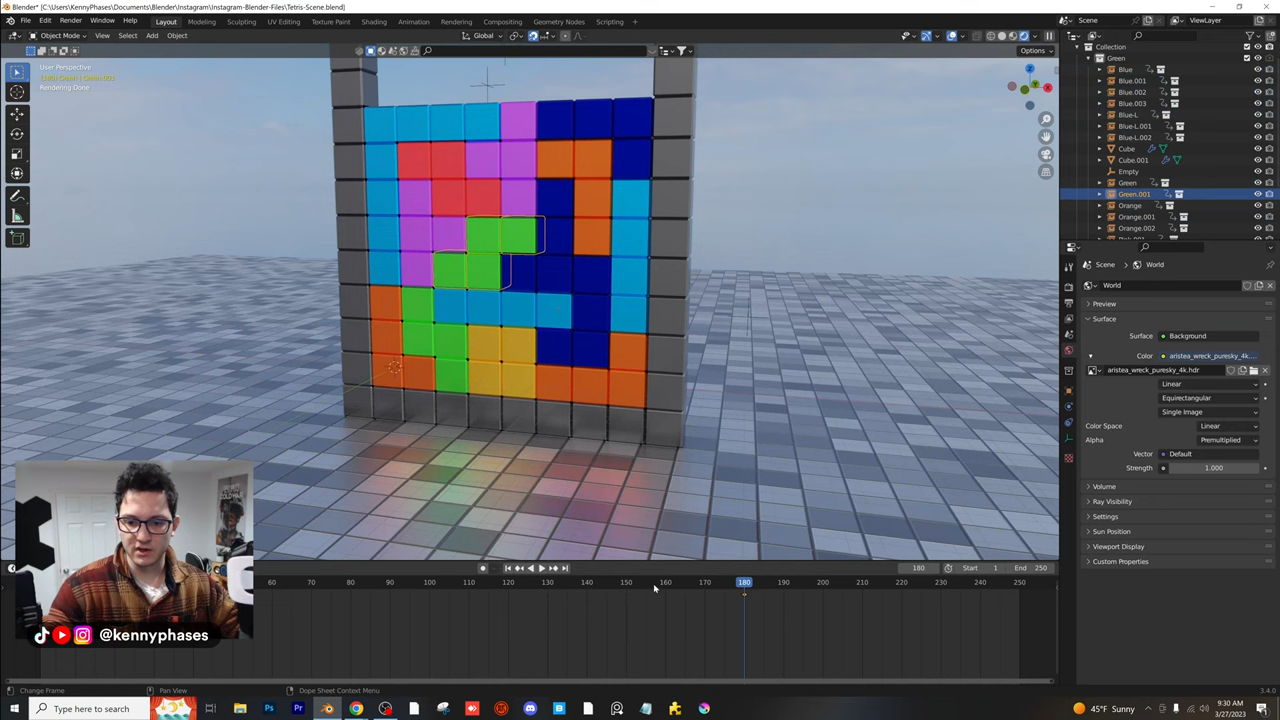 Blender* [C:\Users\KennyPhases\Documents\Blender\Instagram\Instagram-Blender-Files\Tetris-Scene.blend]
File Edit Render Window Help Layout Modeling Sculpting UV Editing Texture Paint Shading Animation Rendering Compositing Geometry Nodes Scripting + Scene ViewLayer
Object Mode View Select Add Object Global
Options
User Perspective
Rendering Done
Z
X
Collection
Green
Blue
Blue.001
Blue.002
Blue.003
Blue-L
Blue-L.001
Blue-L.002
Cube
Cube.001
Empty
Green
Green.001
Orange
Orange.001
Orange.002
Scene World
World
Preview
Surface
Surface Background
Color aristea_wreck_puresky_4k....
aristea_wreck_puresky_4k.hdr
Linear
Equirectangular
Single Image
Color Space Linear
Alpha Premultiplied
Vector Default
Strength 1.000
Volume
Ray Visibility
Settings
Sun Position
Viewport Display
Custom Properties
180 Start 1 End 250
60 70 80 90 100 110 120 130 140 150 160 170 180 190 200 210 220 230 240 250
@kennyphases
Change Frame Pan View Dope Sheet Context Menu 3.4.0
Type here to search
45°F Sunny
9:30 AM
3/27/2023